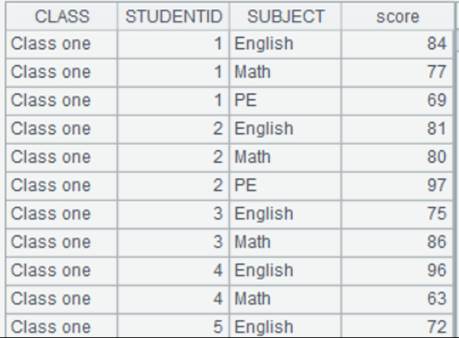 CLASS STUDENTID SUBJECT score
Class one 1 English 84
Class one 1 Math 77
Class one 1 PE 69
Class one 2 English 81
Class one 2 Math 80
Class one 2 PE 97
Class one 3 English 75
Class one 3 Math 86
Class one 4 English 96
Class one 4 Math 63
Class one 5 English 72